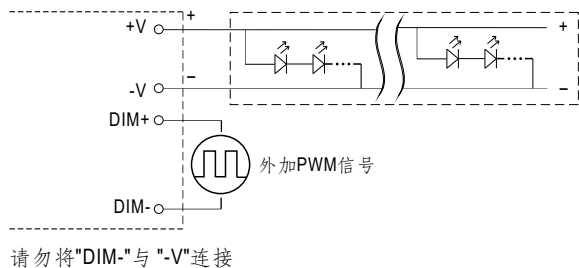 +V
+
+
-V
−
−
DIM+
外加PWM信号
DIM-
请勿将"DIM-"与 "-V"连接